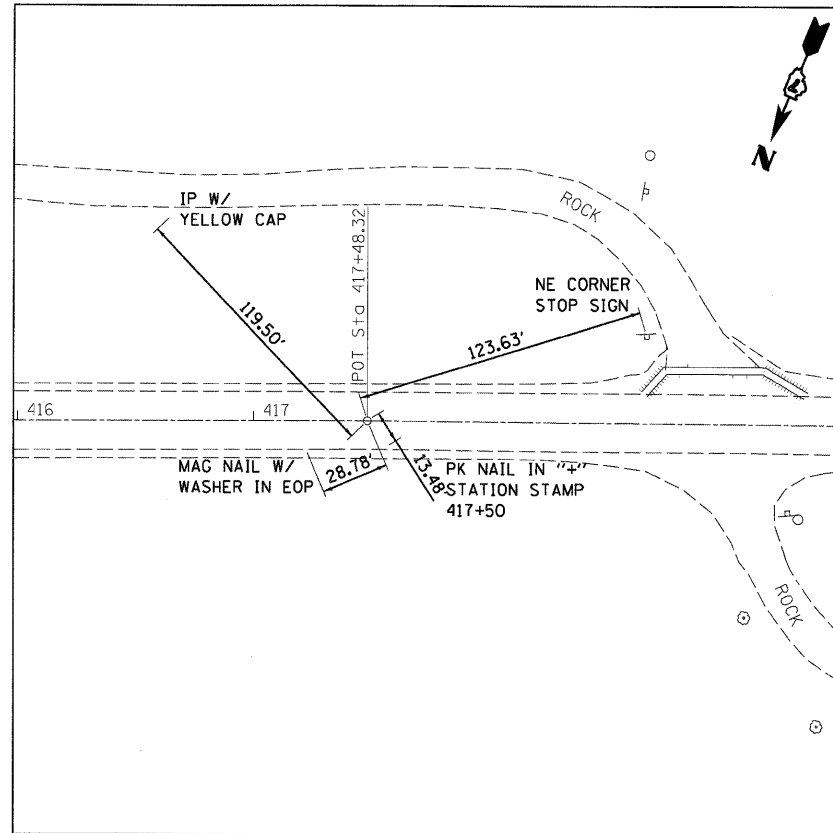 N
IP W/
YELLOW CAP
ROCK
POT Sta 417+48.32
NE CORNER
STOP SIGN
119.50'
123.63'
416
417
MAG NAIL W/
WASHER IN EOP
28.78'
13.48'
PK NAIL IN "+"
STATION STAMP
417+50
ROCK